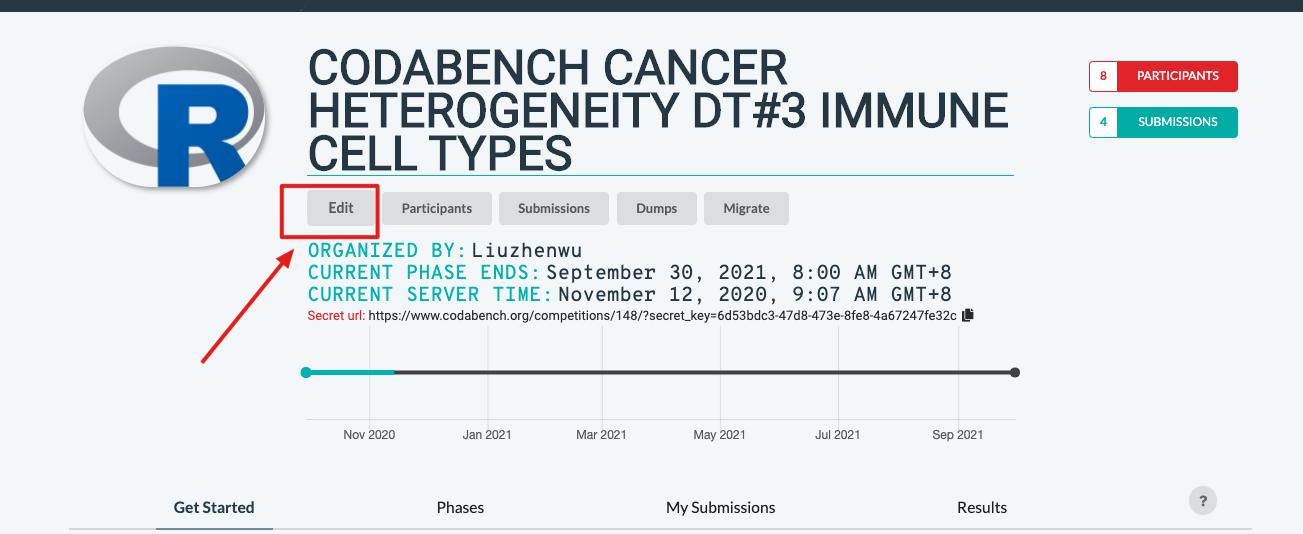 R
CODABENCH CANCER
HETEROGENEITY DT#3 IMMUNE
CELL TYPES
8 PARTICIPANTS
4 SUBMISSIONS
Edit Participants Submissions Dumps Migrate
ORGANIZED BY: Liuzhenwu
CURRENT PHASE ENDS: September 30, 2021, 8:00 AM GMT+8
CURRENT SERVER TIME: November 12, 2020, 9:07 AM GMT+8
Secret url: https://www.codabench.org/competitions/148/?secret_key=6d53bdc3-47d8-473e-8fe8-4a67247fe32c
Nov 2020 Jan 2021 Mar 2021 May 2021 Jul 2021 Sep 2021
Get Started Phases My Submissions Results ?